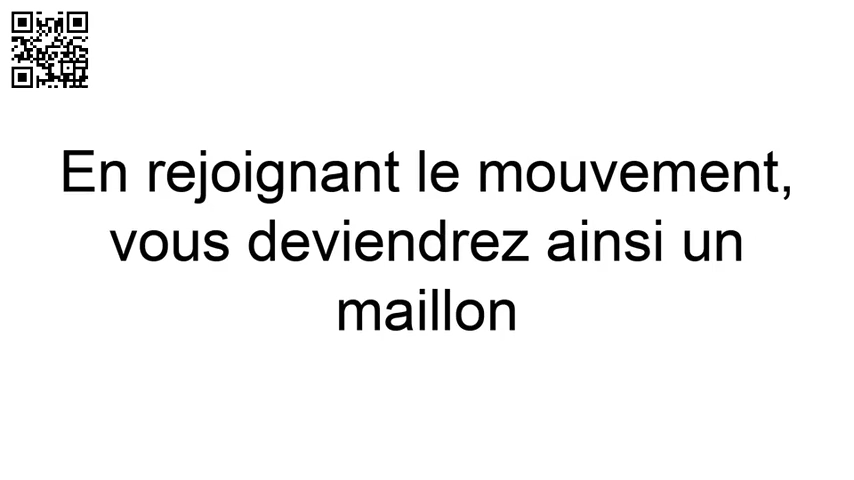 En rejoignant le mouvement,
vous deviendrez ainsi un
maillon